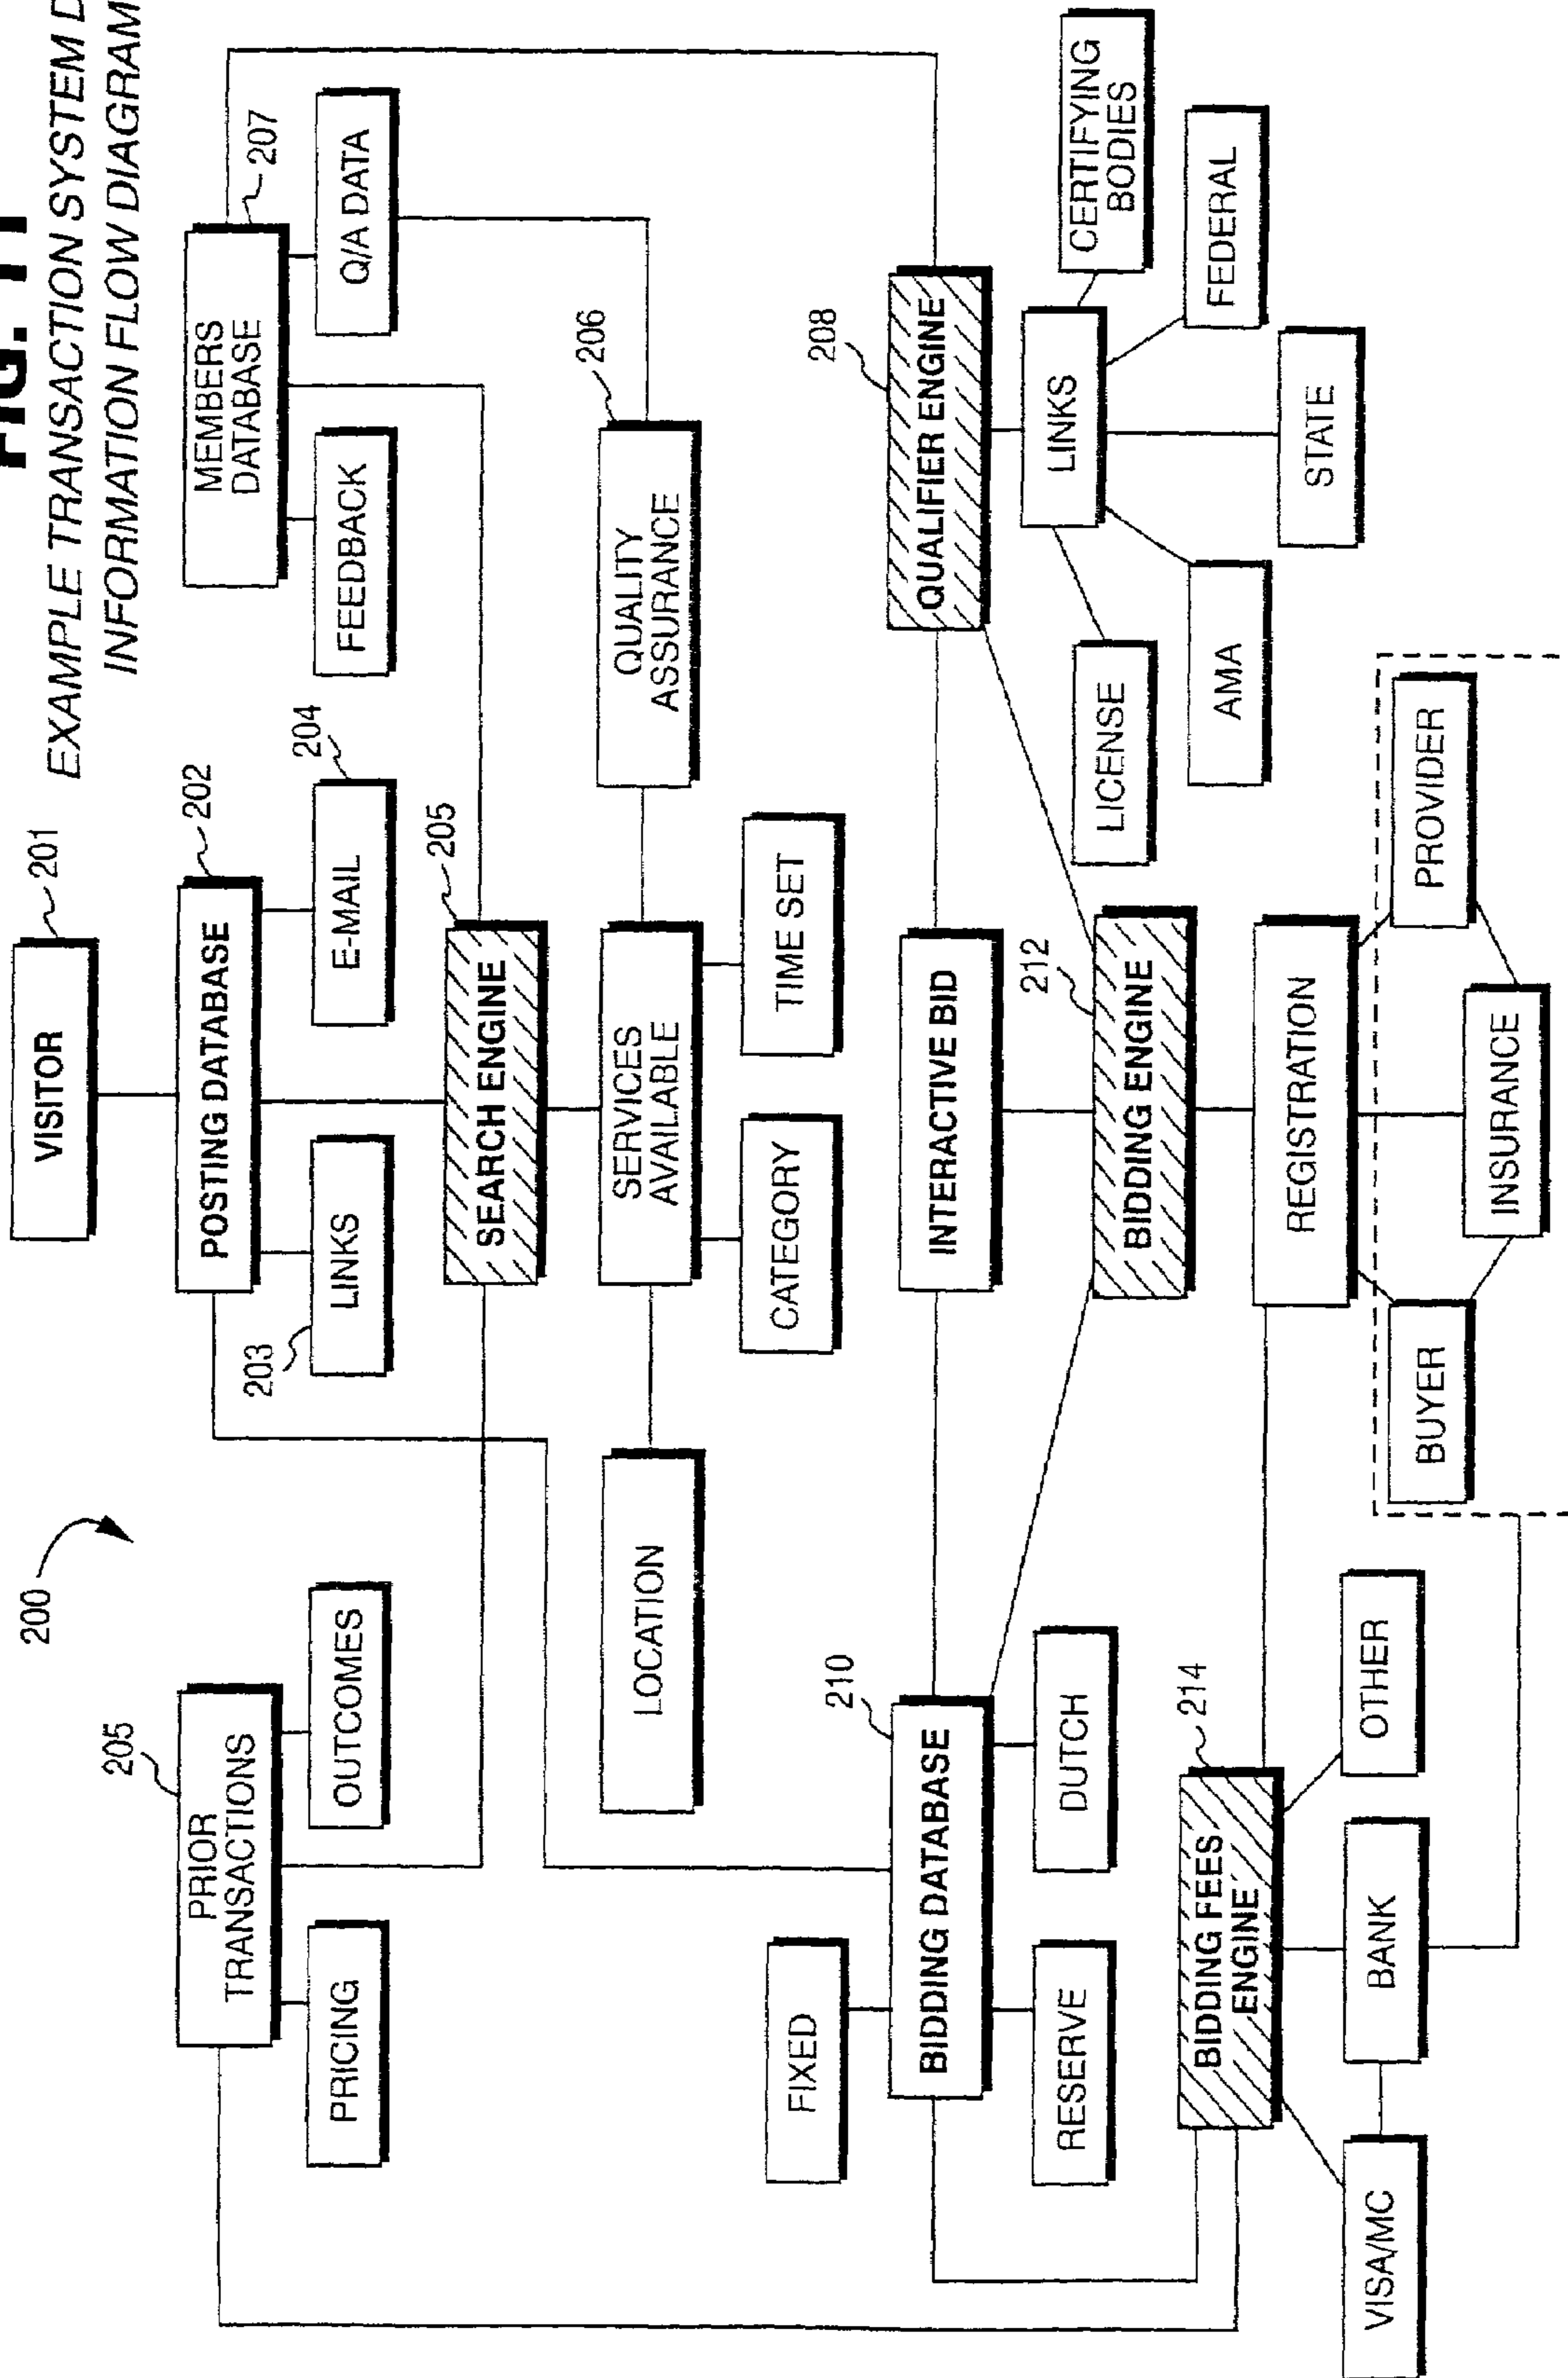 FIG. 11
EXAMPLE TRANSACTION SYSTEM D
INFORMATION FLOW DIAGRAM
200
VISITOR
201
205
PRIOR
TRANSACTIONS
PRICING
OUTCOMES
POSTING DATABASE
202
203
LINKS
E-MAIL
204
MEMBERS
DATABASE
207
FEEDBACK
Q/A DATA
SEARCH ENGINE
205
LOCATION
SERVICES
AVAILABLE
QUALITY
ASSURANCE
206
CATEGORY
TIME SET
FIXED
BIDDING DATABASE
210
RESERVE
DUTCH
INTERACTIVE BID
QUALIFIER ENGINE
208
LINKS
CERTIFYING
BODIES
LICENSE
AMA
STATE
FEDERAL
BIDDING ENGINE
212
BIDDING FEES
ENGINE
214
REGISTRATION
VISA/MC
BANK
OTHER
BUYER
INSURANCE
PROVIDER